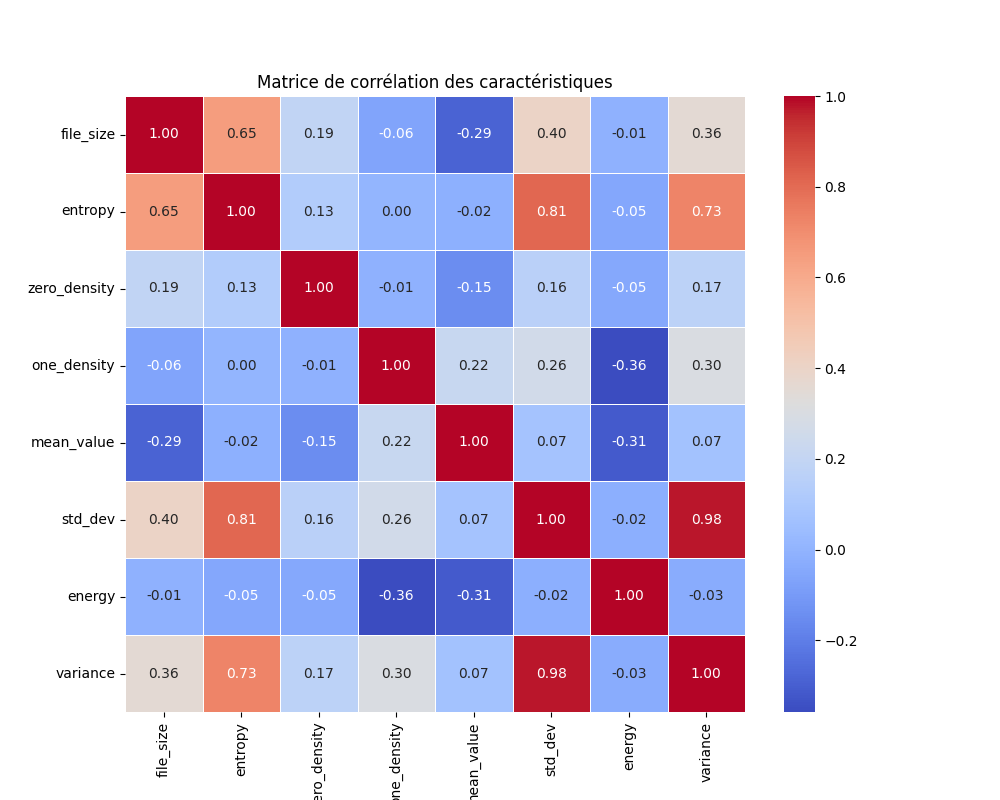 Matrice de corrélation des caractéristiques
file_size 1.00 0.65 0.19 -0.06 -0.29 0.40 -0.01 0.36
entropy 0.65 1.00 0.13 0.00 -0.02 0.81 -0.05 0.73
zero_density 0.19 0.13 1.00 -0.01 -0.15 0.16 -0.05 0.17
one_density -0.06 0.00 -0.01 1.00 0.22 0.26 -0.36 0.30
mean_value -0.29 -0.02 -0.15 0.22 1.00 0.07 -0.31 0.07
std_dev 0.40 0.81 0.16 0.26 0.07 1.00 -0.02 0.98
energy -0.01 -0.05 -0.05 -0.36 -0.31 -0.02 1.00 -0.03
variance 0.36 0.73 0.17 0.30 0.07 0.98 -0.03 1.00
file_size
entropy
ero_density
one_density
mean_value
std_dev
energy
variance
1.0
0.8
0.6
0.4
0.2
0.0
−0.2